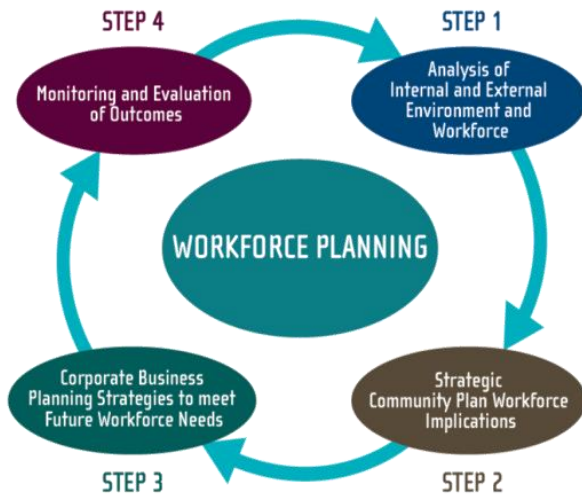 STEP 4
Monitoring and Evaluation
of Outcomes
STEP 1
Analysis of
Internal and External
Environment and
Workforce
WORKFORCE PLANNING
Corporate Business
Planning Strategies to meet
Future Workforce Needs
STEP 3
Strategic
Community Plan Workforce
Implications
STEP 2